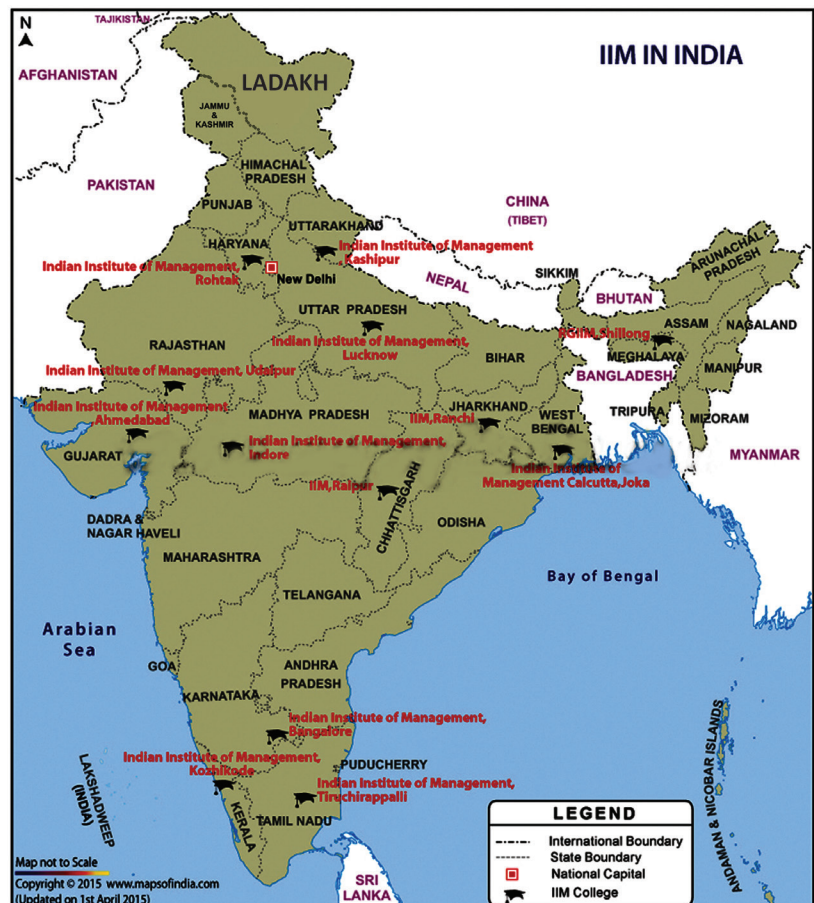 N
TAJIKISTAN
IIM IN INDIA
AFGHANISTAN
LADAKH
JAMMU
&
KASHMIR
HIMACHAL
PRADESH
PAKISTAN
PUNJAB
CHINA
(TIBET)
UTTARAKHAND
HARYANA
Indian Institute of Management
, Kashipur
Indian Institute of Management,
Rohtak
New Delhi
NEPAL
SIKKIM
ARUNACHAL
PRADESH
BHUTAN
UTTAR PRADESH
ASSAM
NAGALAND
RGIIM,Shillong
RAJASTHAN
Indian Institute of Management,
Lucknow
BIHAR
MEGHALAYA
MANIPUR
BANGLADESH
Indian Institute of Management, Udaipur
Indian Institute of Management
Ahmedabad
MADHYA PRADESH
JHARKHAND
IIM,Ranchi
WEST
BENGAL
TRIPURA
MIZORAM
GUJARAT
Indian Institute of Management,
Indore
MYANMAR
Indian Institute of
Management Calcutta,Joka
IIM,Raipur
CHHATTISGARH
DADRA &
NAGAR HAVELI
ODISHA
MAHARASHTRA
Bay of Bengal
TELANGANA
Arabian
Sea
GOA
ANDHRA
PRADESH
KARNATAKA
Indian Institute of Management,
Bangalore
Indian Institute of Management,
Kozhikode
PUDUCHERRY
Indian Institute of Management,
Tiruchirappalli
LAKSHADWEEP
(INDIA)
KERALA
TAMIL NADU
ANDAMAN & NICOBAR ISLANDS
LEGEND
International Boundary
State Boundary
National Capital
IIM College
SRI
LANKA
Map not to Scale
Copyright © 2015 www.mapsofindia.com
(Updated on 1st April 2015)